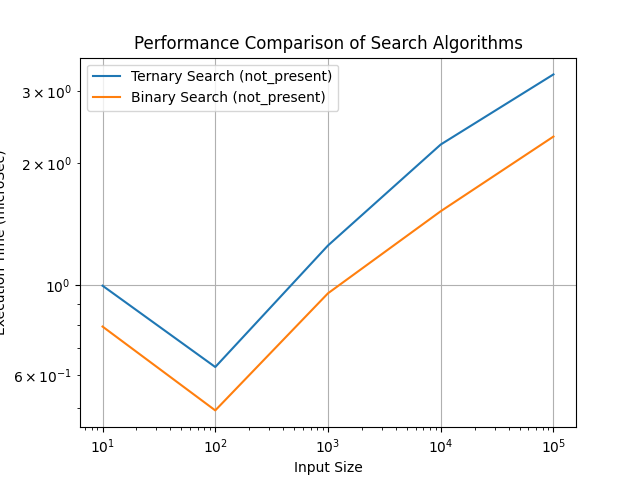 Performance Comparison of Search Algorithms
Ternary Search (not_present)
Binary Search (not_present)
3 × 10⁰
2 × 10⁰
10⁰
6 × 10⁻¹
10¹ 10² 10³ 10⁴ 10⁵
Input Size
Time